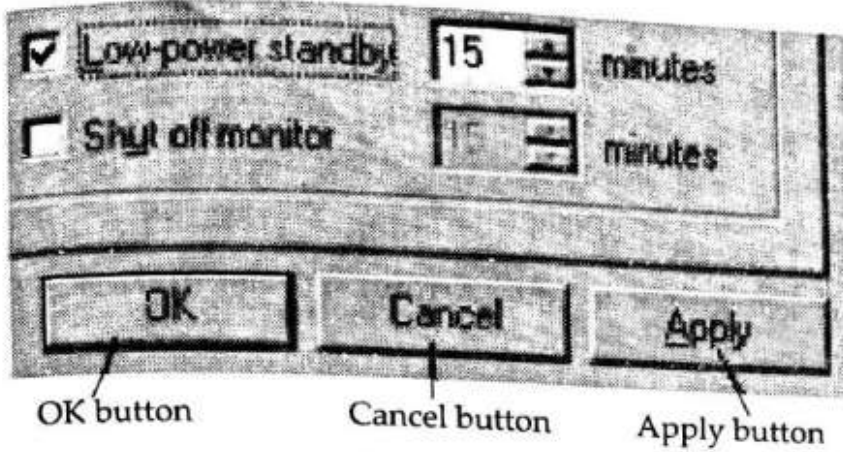 Low-power standby 15 minutes
Shut off monitor 15 minutes
OK Cancel Apply
OK button Cancel button Apply button